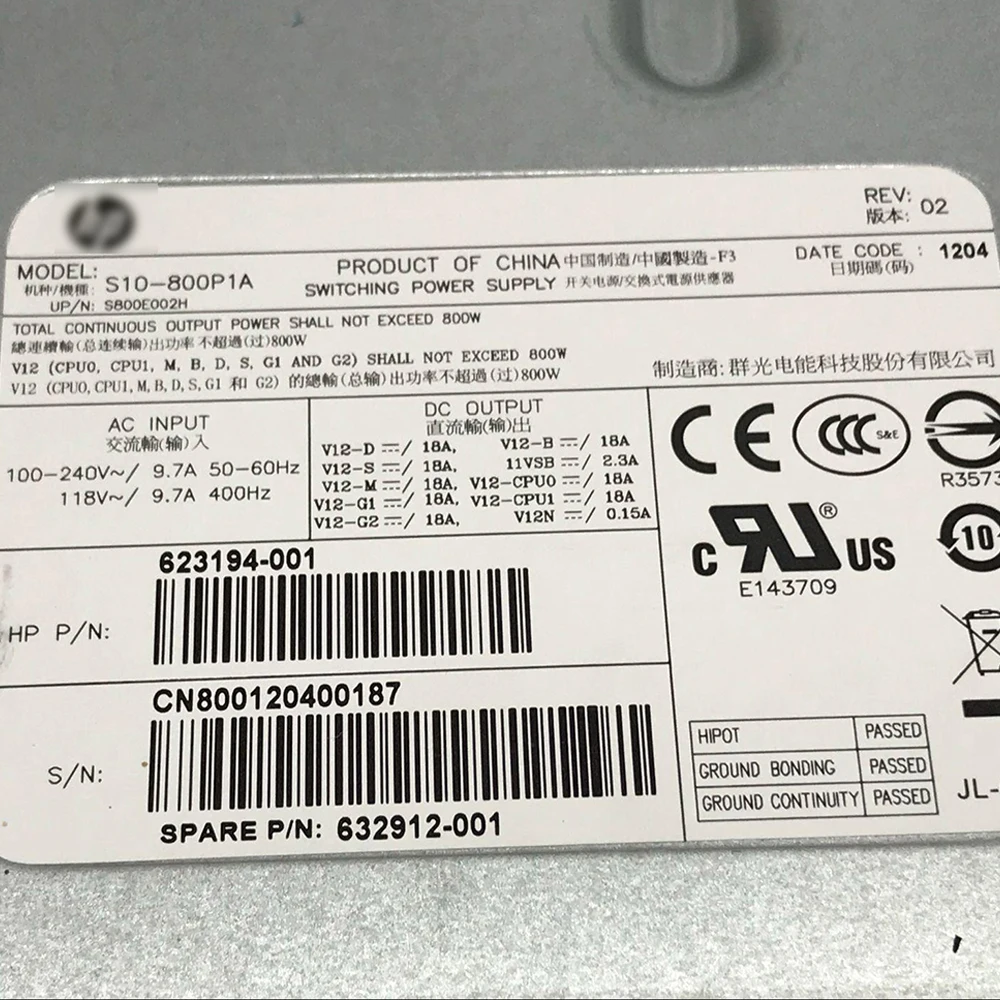 hp
REV: 02
版本:
MODEL: S10-800P1A
机种/機種:
UP/N: S800E002H
PRODUCT OF CHINA 中国制造/中國製造-F3
SWITCHING POWER SUPPLY 开关电源/交換式電源供應器
DATE CODE : 1204
日期碼(码)
TOTAL CONTINUOUS OUTPUT POWER SHALL NOT EXCEED 800W
總連續輸(总连续输)出功率 不超過(过)800W
V12 (CPU0, CPU1, M, B, D, S, G1 AND G2) SHALL NOT EXCEED 800W
V12 (CPU0, CPU1, M, B, D, S, G1 和 G2) 的總輸(总输)出功率不超過(过)800W
制造商: 群光电能科技股份有限公司
AC INPUT
交流輸(输)入
100-240V~/ 9.7A 50-60Hz
118V~/ 9.7A 400Hz
DC OUTPUT
直流輸(输)出
V12-D ⎓/ 18A, V12-B ⎓/ 18A
V12-S ⎓/ 18A, 11VSB ⎓/ 2.3A
V12-M ⎓/ 18A, V12-CPU0 ⎓/ 18A
V12-G1 ⎓/ 18A, V12-CPU1 ⎓/ 18A
V12-G2 ⎓/ 18A, V12N ⎓/ 0.15A
CE CCC S&E
R3573
c RU ® US
E143709
10
623194-001
HP P/N:
CN800120400187
S/N:
SPARE P/N: 632912-001
HIPOT PASSED
GROUND BONDING PASSED
GROUND CONTINUITY PASSED
JL-